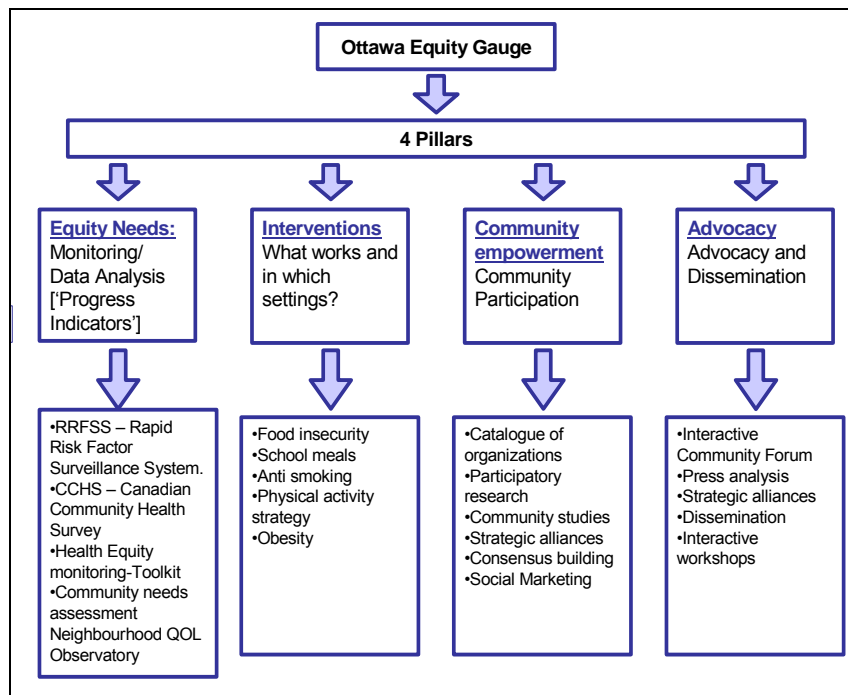 Ottawa Equity Gauge
4 Pillars
Equity Needs:
Monitoring/
Data Analysis
[‘Progress
Indicators’]
Interventions
What works and
in which
settings?
Community
empowerment
Community
Participation
Advocacy
Advocacy and
Dissemination
•RRFSS – Rapid
Risk Factor
Surveillance System.
•CCHS – Canadian
Community Health
Survey
•Health Equity
monitoring-Toolkit
•Community needs
assessment
Neighbourhood QOL
Observatory
•Food insecurity
•School meals
•Anti smoking
•Physical activity
strategy
•Obesity
•Catalogue of
organizations
•Participatory
research
•Community studies
•Strategic alliances
•Consensus building
•Social Marketing
•Interactive
Community Forum
•Press analysis
•Strategic alliances
•Dissemination
•Interactive
workshops